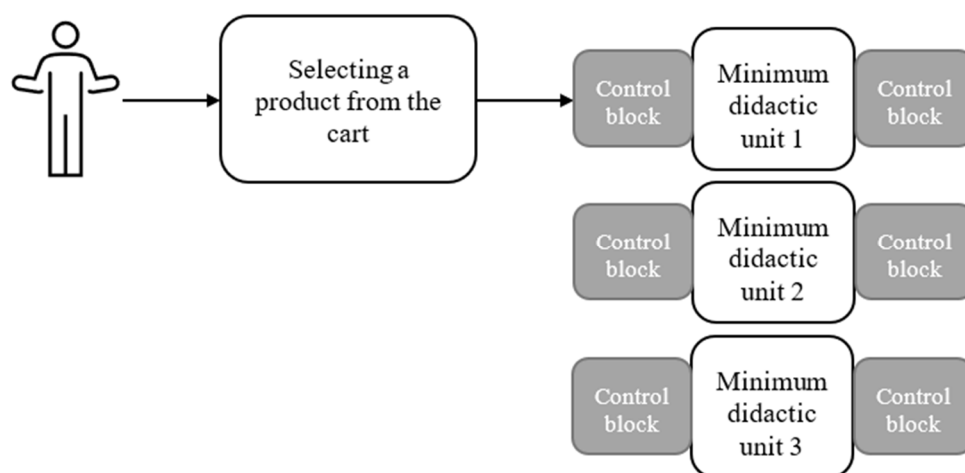 Selecting a
product from the
cart
Control
block
Minimum
didactic
unit 1
Control
block
Control
block
Minimum
didactic
unit 2
Control
block
Control
block
Minimum
didactic
unit 3
Control
block